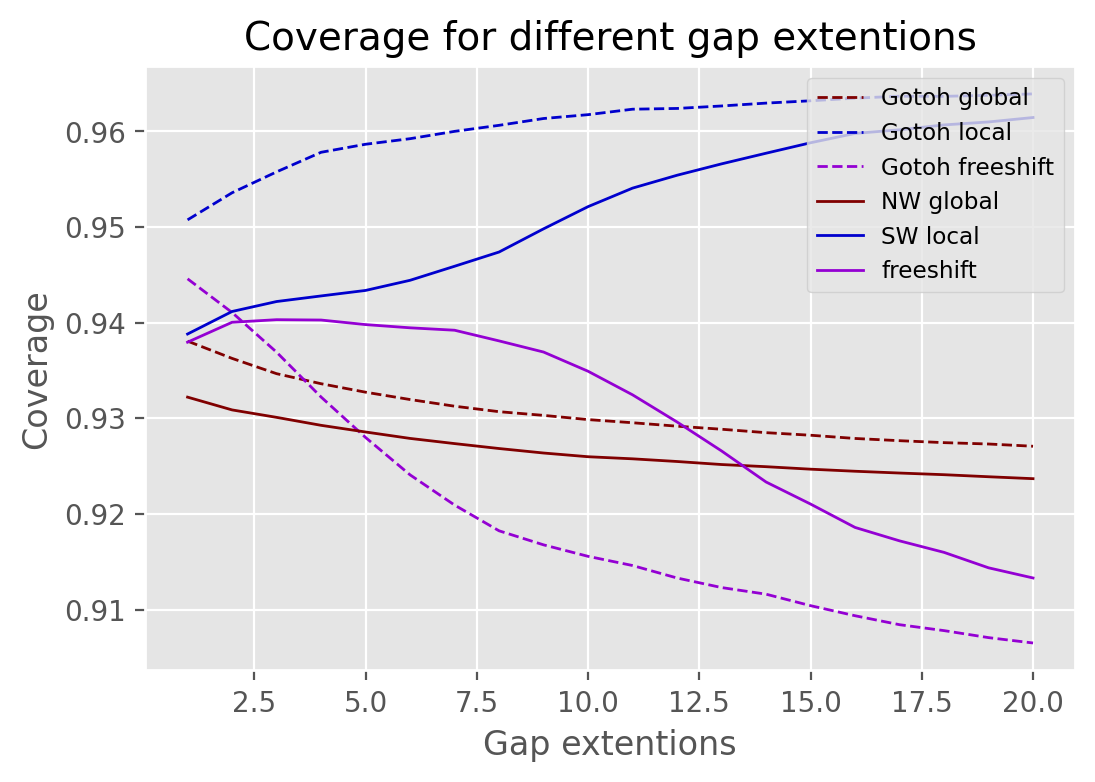 Coverage for different gap extentions
Coverage
0.96
0.95
0.94
0.93
0.92
0.91
Gotoh global
Gotoh local
Gotoh freeshift
NW global
SW local
freeshift
2.5 5.0 7.5 10.0 12.5 15.0 17.5 20.0
Gap extentions